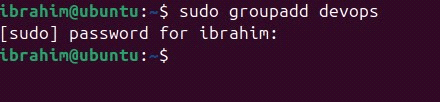 ibrahim@ubuntu:~$ sudo groupadd devops
[sudo] password for ibrahim:
ibrahim@ubuntu:~$